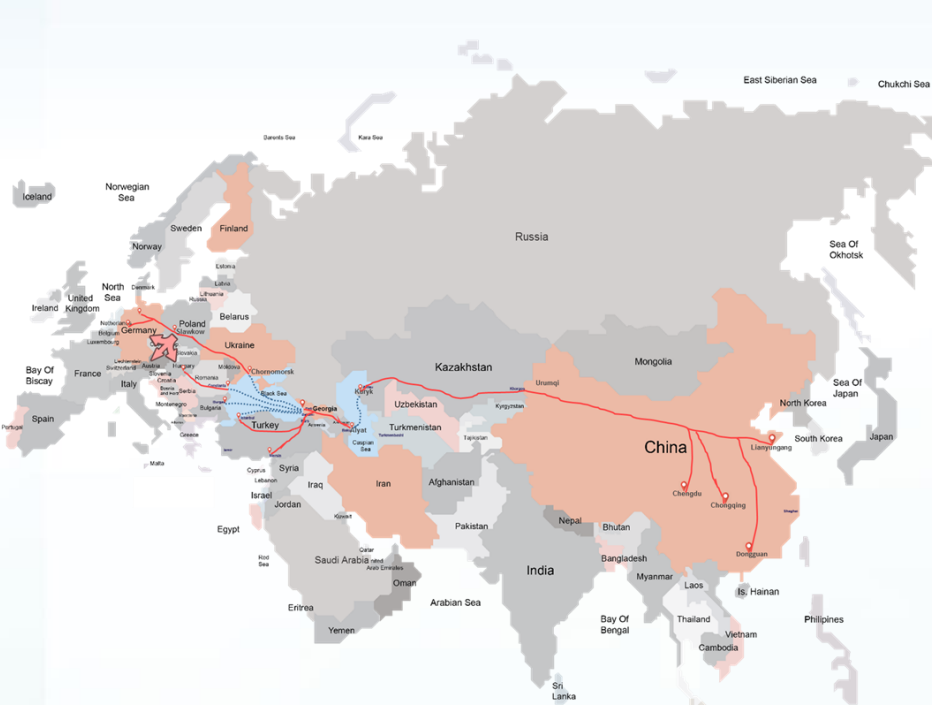 East Siberian Sea
Chukchi Sea
Barents Sea
Kara Sea
Iceland
Norwegian
Sea
Sweden
Finland
Norway
Russia
Sea Of
Okhotsk
Estonia
Latvia
Lithuania
Russia
Belarus
North
Sea
Denmark
Ireland
United
Kingdom
Germany
Belgium
Luxembourg
Poland
Slawkow
Ukraine
Slovakia
Bay Of
Biscay
France
Switzerland
Austria
Hungary
Moldova
Chornomorsk
Slovenia
Croatia
Romania
Italy
Serbia
Montenegro
Bulgaria
Black Sea
Spain
Portugal
Greece
Malta
Turkey
Georgia
Armenia
Alyat
Caspian
Sea
Kuryk
Kazakhstan
Uzbekistan
Turkmenistan
Kyrgyzstan
Tajikistan
Urumqi
Mongolia
China
North Korea
South Korea
Sea Of
Japan
Japan
Lianyungang
Chengdu
Chongqing
Dongguan
Shanghai
Cyprus
Lebanon
Syria
Israel
Iraq
Jordan
Iran
Kuwait
Afghanistan
Pakistan
Egypt
Red
Sea
Saudi Arabia
Qatar
Arab Emirates
Oman
Eritrea
Yemen
Arabian Sea
India
Nepal
Bhutan
Bangladesh
Myanmar
Bay Of
Bengal
Laos
Is. Hainan
Thailand
Vietnam
Cambodia
Philipines
Sri
Lanka